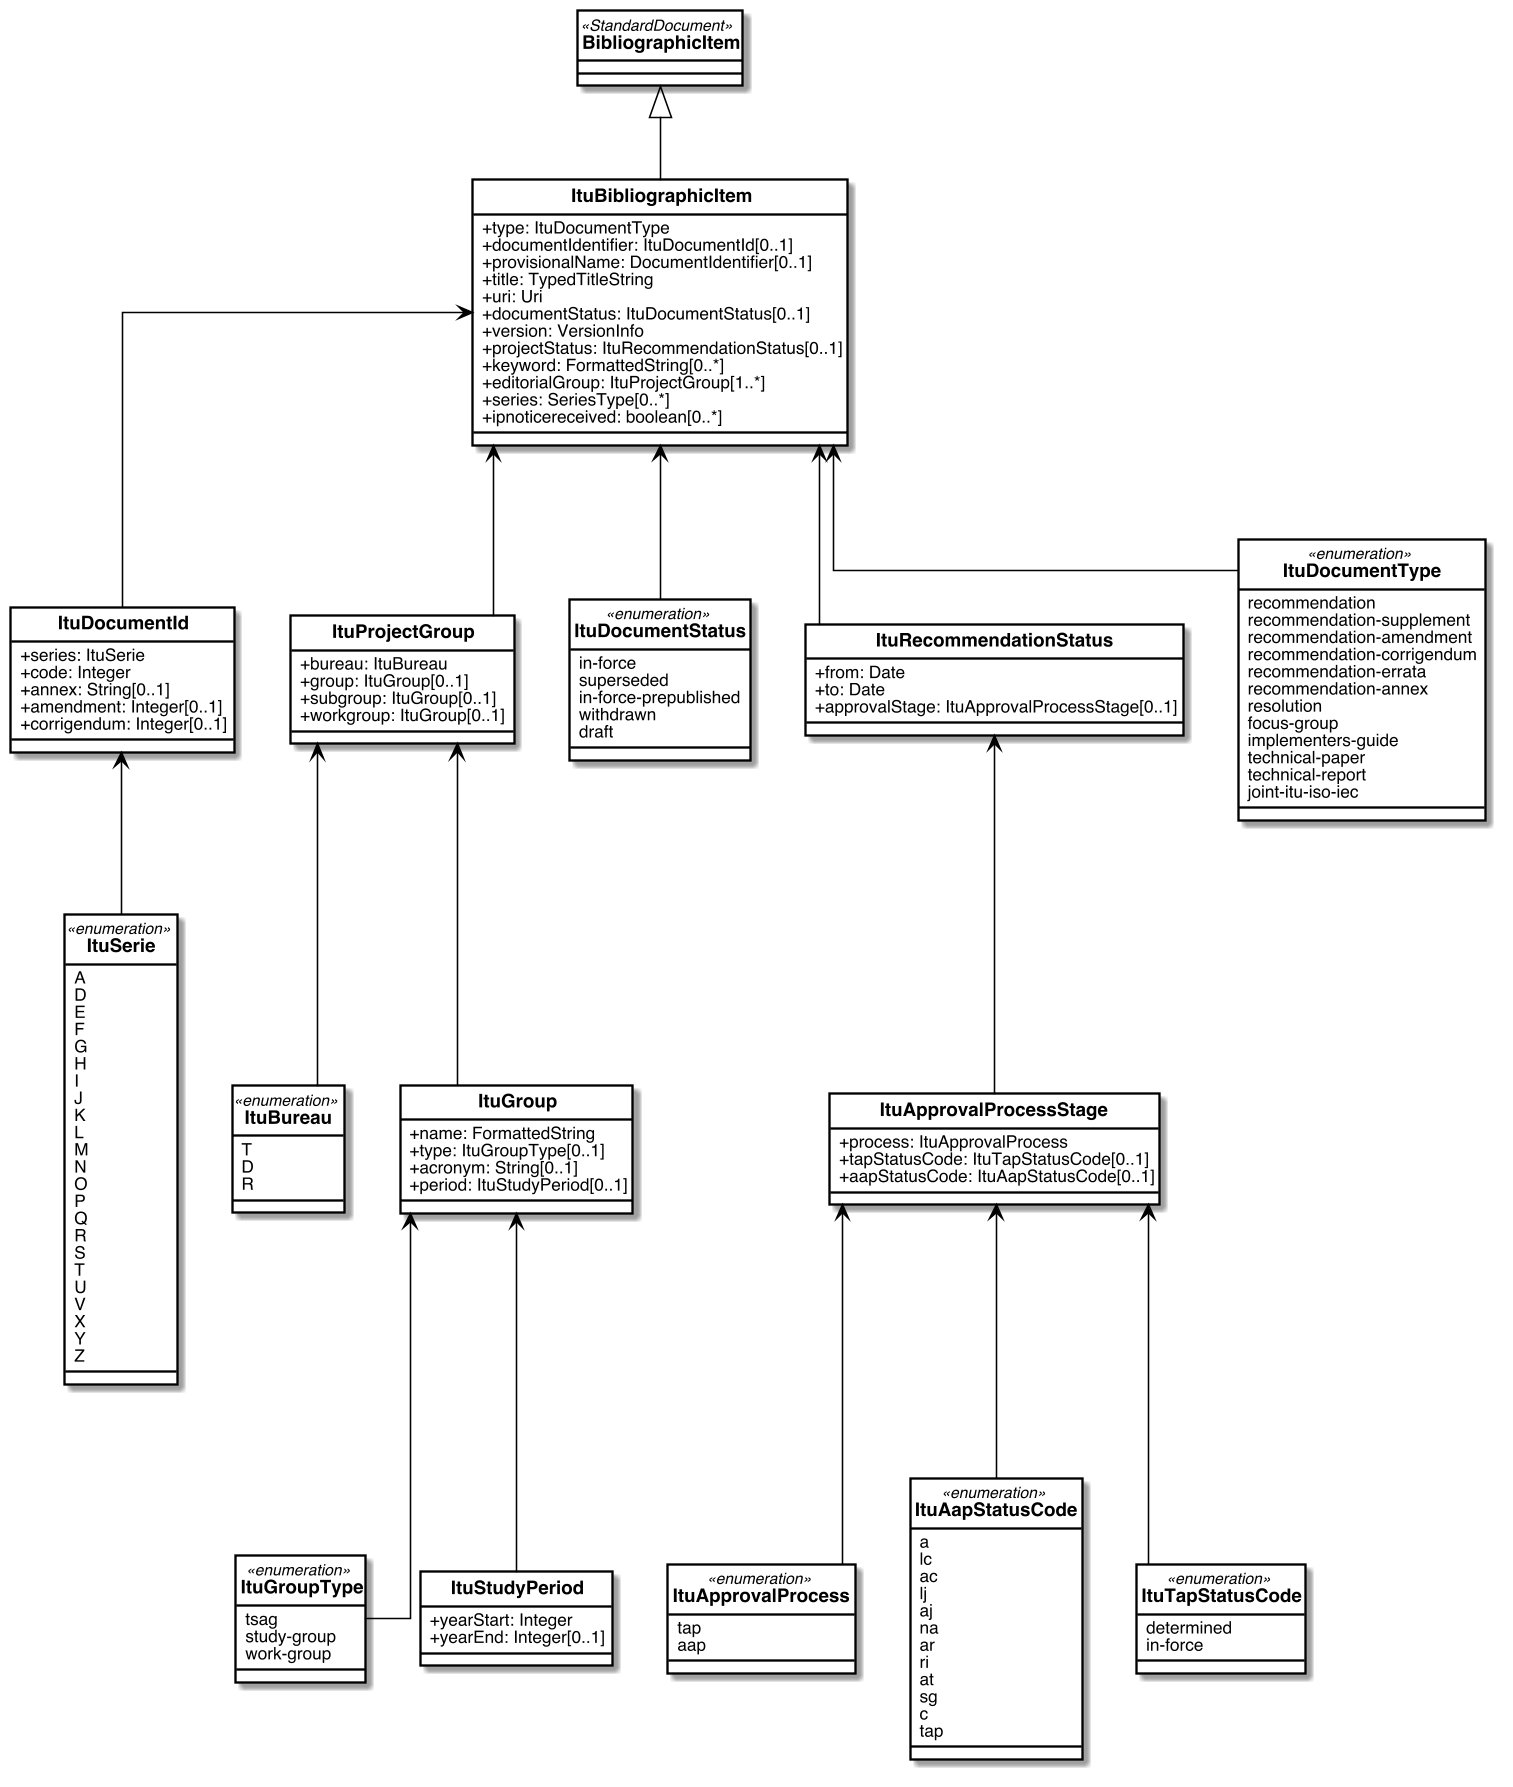 «StandardDocument»
BibliographicItem
ItuBibliographicItem
+type: ItuDocumentType
+documentIdentifier: ItuDocumentId[0..1]
+provisionalName: DocumentIdentifier[0..1]
+title: TypedTitleString
+uri: Uri
+documentStatus: ItuDocumentStatus[0..1]
+version: VersionInfo
+projectStatus: ItuRecommendationStatus[0..1]
+keyword: FormattedString[0..*]
+editorialGroup: ItuProjectGroup[1..*]
+series: SeriesType[0..*]
+ipnoticereceived: boolean[0..*]
ItuDocumentId
+series: ItuSerie
+code: Integer
+annex: String[0..1]
+amendment: Integer[0..1]
+corrigendum: Integer[0..1]
ItuProjectGroup
+bureau: ItuBureau
+group: ItuGroup[0..1]
+subgroup: ItuGroup[0..1]
+workgroup: ItuGroup[0..1]
«enumeration»
ItuDocumentStatus
in-force
superseded
in-force-prepublished
withdrawn
draft
ItuRecommendationStatus
+from: Date
+to: Date
+approvalStage: ItuApprovalProcessStage[0..1]
«enumeration»
ItuDocumentType
recommendation
recommendation-supplement
recommendation-amendment
recommendation-corrigendum
recommendation-errata
recommendation-annex
resolution
focus-group
implementers-guide
technical-paper
technical-report
joint-itu-iso-iec
«enumeration»
ItuSerie
A
D
E
F
G
H
I
J
K
L
M
N
O
P
Q
R
S
T
U
V
X
Y
Z
«enumeration»
ItuBureau
T
D
R
ItuGroup
+name: FormattedString
+type: ItuGroupType[0..1]
+acronym: String[0..1]
+period: ItuStudyPeriod[0..1]
ItuApprovalProcessStage
+process: ItuApprovalProcess
+tapStatusCode: ItuTapStatusCode[0..1]
+aapStatusCode: ItuAapStatusCode[0..1]
«enumeration»
ItuGroupType
tsag
study-group
work-group
ItuStudyPeriod
+yearStart: Integer
+yearEnd: Integer[0..1]
«enumeration»
ItuApprovalProcess
tap
aap
«enumeration»
ItuAapStatusCode
a
lc
ac
lj
aj
na
ar
ri
at
sg
c
tap
«enumeration»
ItuTapStatusCode
determined
in-force